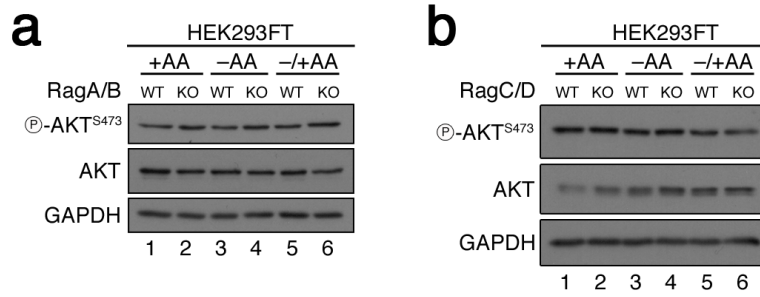 a
HEK293FT
+AA –AA –/+AA
RagA/B WT KO WT KO WT KO
Ⓟ-AKTS473
AKT
GAPDH
1 2 3 4 5 6
b
HEK293FT
+AA –AA –/+AA
RagC/D WT KO WT KO WT KO
Ⓟ-AKTS473
AKT
GAPDH
1 2 3 4 5 6